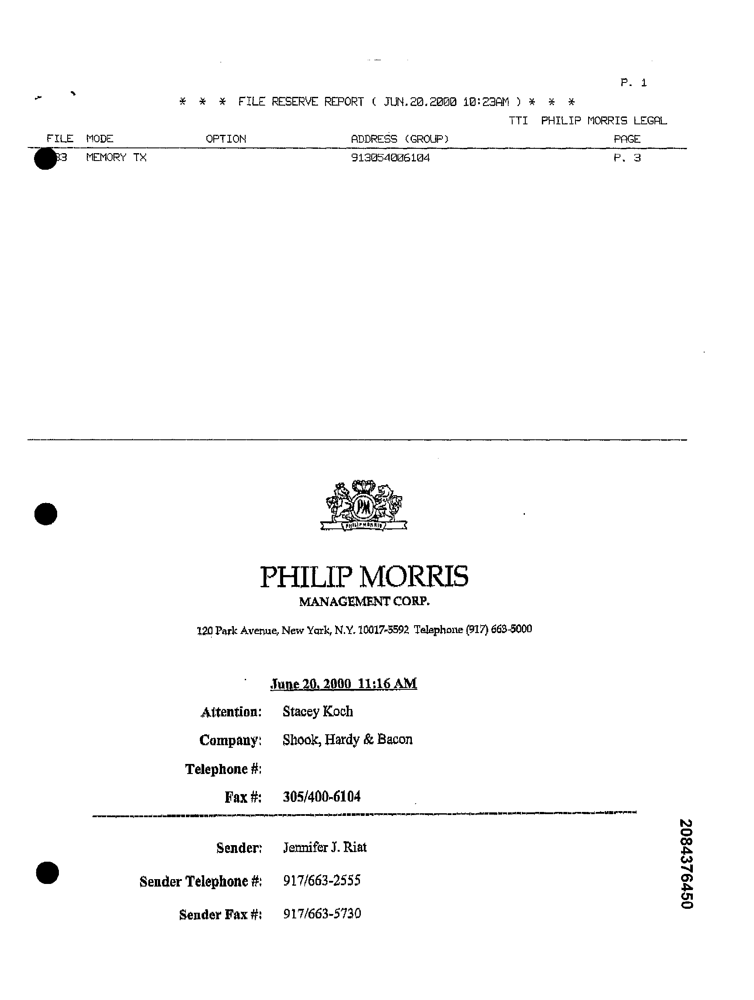 P. 1
* * * FILE RESERVE REPORT ( JUN.20.2000 10:23AM ) * * *
TTI PHILIP MORRIS LEGAL
FILE MODE OPTION ADDRESS (GROUP) PAGE
33 MEMORY TX 913054006104 P. 3
PM
PHILIP MORRIS
PHILIP MORRIS
MANAGEMENT CORP.
120 Park Avenue, New York, N.Y. 10017-5592 Telephone (917) 663-5000
June 20, 2000 11:16 AM
Attention: Stacey Koch
Company: Shook, Hardy & Bacon
Telephone #:
Fax #: 305/400-6104
Sender: Jennifer J. Riat
Sender Telephone #: 917/663-2555
Sender Fax #: 917/663-5730
2084376450